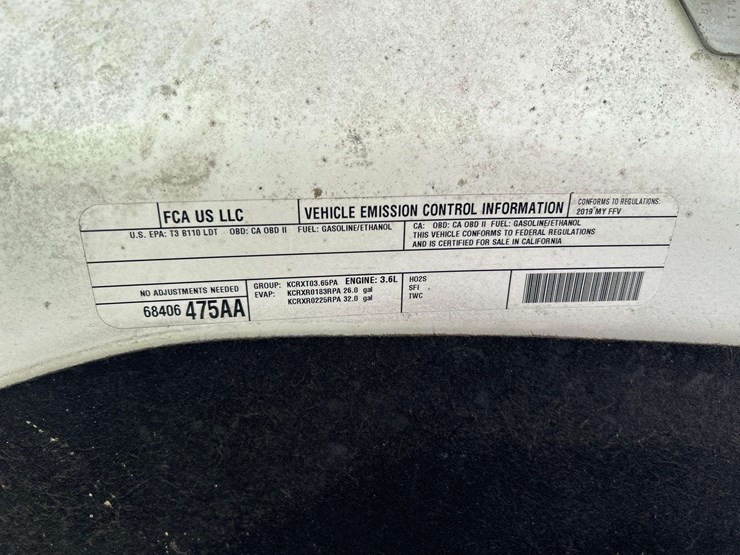 FCA US LLC
VEHICLE EMISSION CONTROL INFORMATION
CONFORMS TO REGULATIONS:
2019 MY FFV
U.S. EPA: T3 B110 LDT OBD: CA OBD II FUEL: GASOLINE/ETHANOL
CA: OBD: CA OBD II FUEL: GASOLINE/ETHANOL
THIS VEHICLE CONFORMS TO FEDERAL REGULATIONS
AND IS CERTIFIED FOR SALE IN CALIFORNIA
NO ADJUSTMENTS NEEDED
68406 475AA
GROUP: KCRXT03.65PA ENGINE: 3.6L
EVAP: KCRXR0183RPA 26.0 gal
KCRXR0225RPA 32.0 gal
HO2S
SFI
TWC